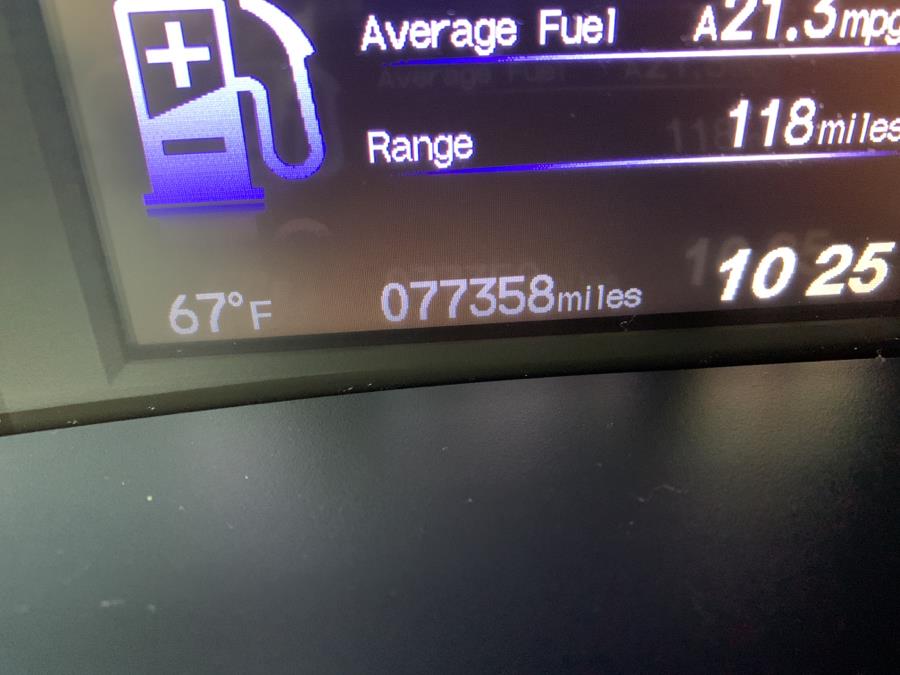 Average Fuel A21.3mpg
Range 118miles
67°F 077358miles 10 25